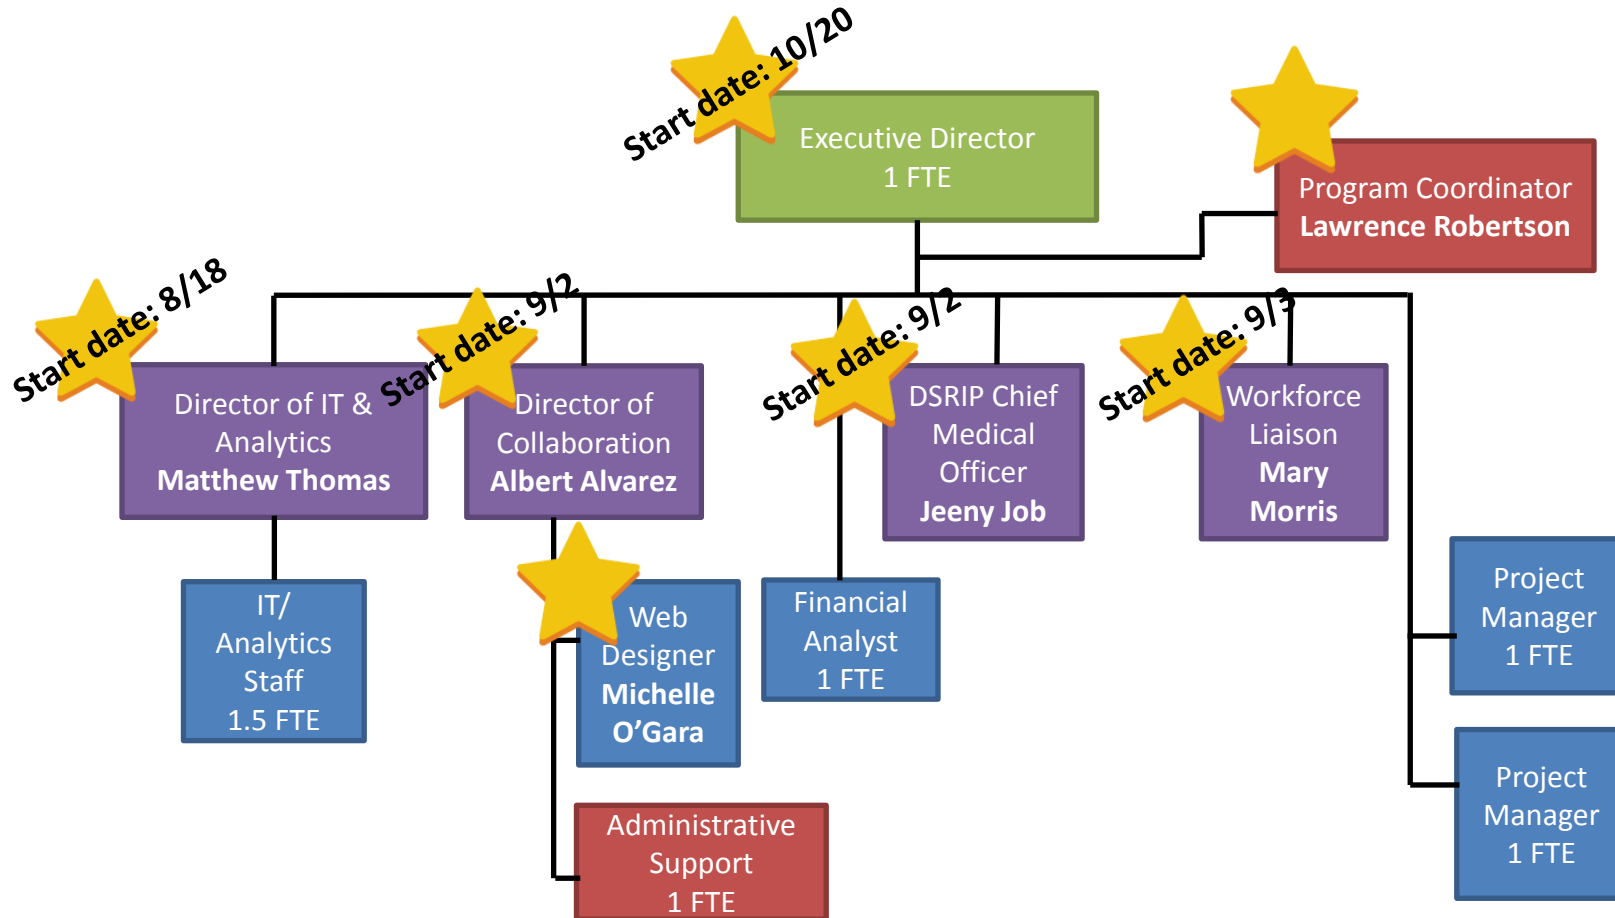 Start date: 10/20
Executive Director
1 FTE
Program Coordinator
Lawrence Robertson
Start date: 8/18
Director of IT &
Analytics
Matthew Thomas
Start date: 9/2
Director of
Collaboration
Albert Alvarez
Start date: 9/2
DSRIP Chief
Medical
Officer
Jeeny Job
Start date: 9/3
Workforce
Liaison
Mary
Morris
IT/
Analytics
Staff
1.5 FTE
Web
Designer
Michelle
O’Gara
Financial
Analyst
1 FTE
Project
Manager
1 FTE
Administrative
Support
1 FTE
Project
Manager
1 FTE